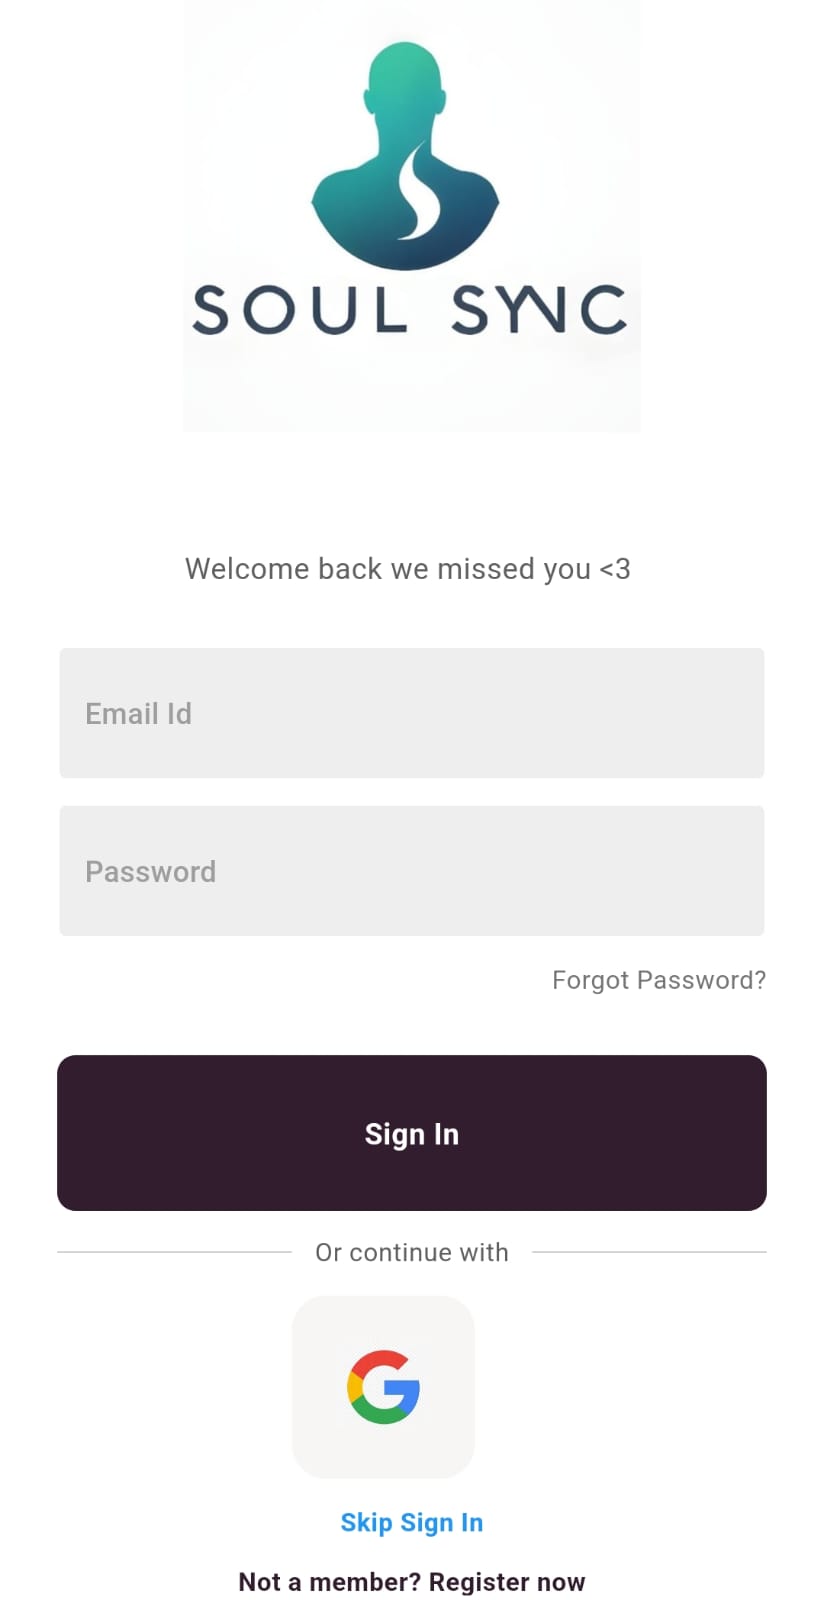 SOUL SYNC
Welcome back we missed you <3
Email Id
Password
Forgot Password?
Sign In
Or continue with
Skip Sign In
Not a member? Register now